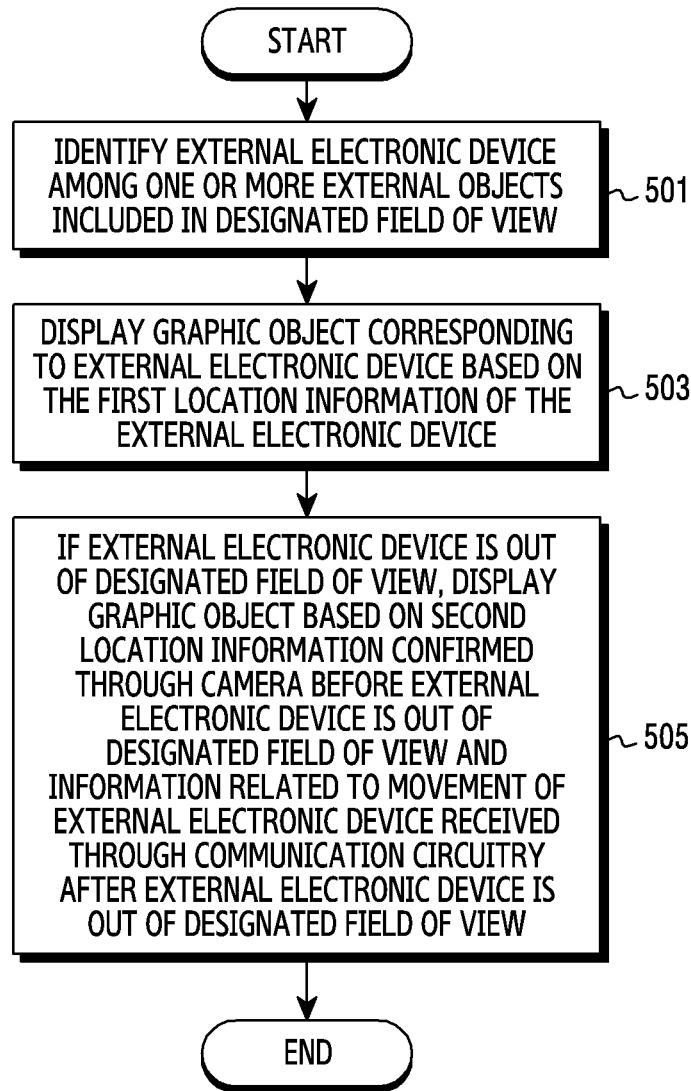 START
IDENTIFY EXTERNAL ELECTRONIC DEVICE
AMONG ONE OR MORE EXTERNAL OBJECTS
INCLUDED IN DESIGNATED FIELD OF VIEW
501
DISPLAY GRAPHIC OBJECT CORRESPONDING
TO EXTERNAL ELECTRONIC DEVICE BASED ON
THE FIRST LOCATION INFORMATION OF THE
EXTERNAL ELECTRONIC DEVICE
503
IF EXTERNAL ELECTRONIC DEVICE IS OUT
OF DESIGNATED FIELD OF VIEW, DISPLAY
GRAPHIC OBJECT BASED ON SECOND
LOCATION INFORMATION CONFIRMED
THROUGH CAMERA BEFORE EXTERNAL
ELECTRONIC DEVICE IS OUT OF
DESIGNATED FIELD OF VIEW AND
INFORMATION RELATED TO MOVEMENT OF
EXTERNAL ELECTRONIC DEVICE RECEIVED
THROUGH COMMUNICATION CIRCUITRY
AFTER EXTERNAL ELECTRONIC DEVICE IS
OUT OF DESIGNATED FIELD OF VIEW
505
END